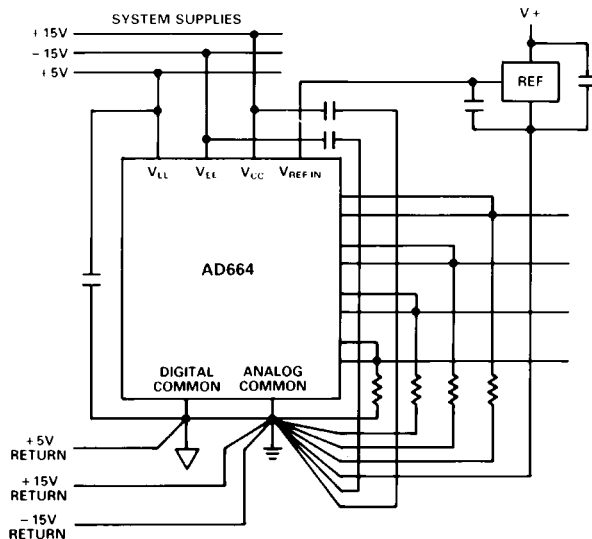 SYSTEM SUPPLIES
+ 15V
- 15V
+ 5V
V +
REF
VLL
VEE
VCC
VREF IN
AD664
DIGITAL
COMMON
ANALOG
COMMON
+ 5V
RETURN
+ 15V
RETURN
- 15V
RETURN